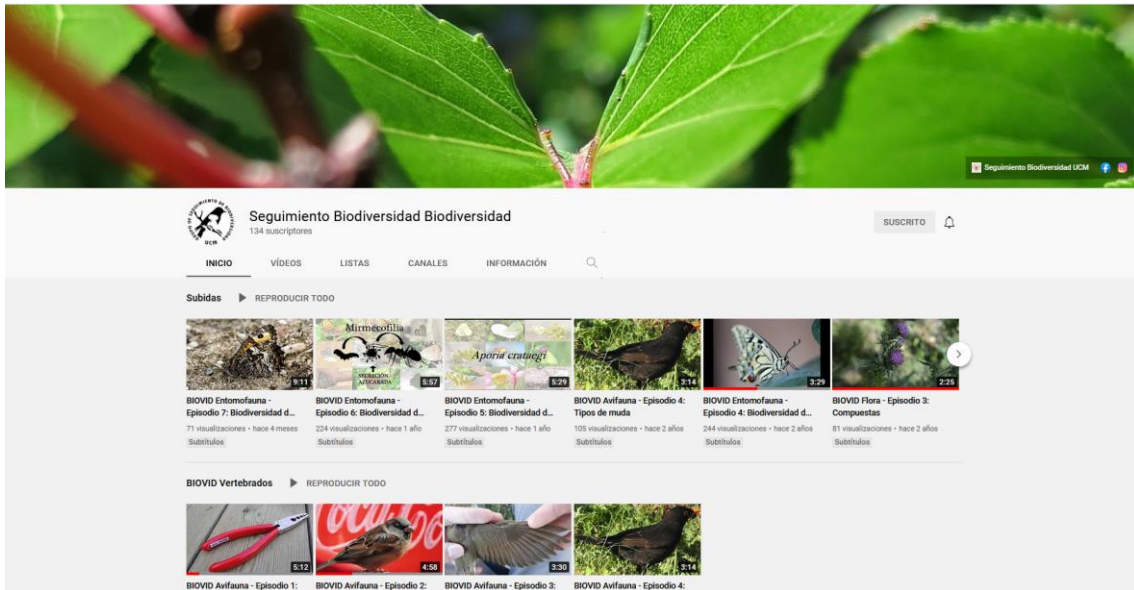 Seguimiento Biodiversidad UCM
Seguimiento Biodiversidad Biodiversidad
134 suscriptores
SUSCRITO
UCM
INICIO VÍDEOS LISTAS CANALES INFORMACIÓN
Subidas REPRODUCIR TODO
Mirmecofilia
SECRECIÓN
AZUCARADA
Aporia crataegi
9:11 5:57 5:29 3:14 3:29 2:25
BIOVID Entomofauna - BIOVID Entomofauna - BIOVID Entomofauna - BIOVID Avifauna - Episodio 4: BIOVID Entomofauna - BIOVID Flora - Episodio 3:
Episodio 7: Biodiversidad d... Episodio 6: Biodiversidad d... Episodio 5: Biodiversidad d... Tipos de muda Episodio 4: Biodiversidad d... Compuestas
71 visualizaciones • hace 4 meses 224 visualizaciones • hace 1 año 277 visualizaciones • hace 1 año 105 visualizaciones • hace 2 años 244 visualizaciones • hace 2 años 81 visualizaciones • hace 2 años
Subtítulos Subtítulos Subtítulos Subtítulos Subtítulos Subtítulos
BIOVID Vertebrados REPRODUCIR TODO
5:12 4:58 3:30 3:14
BIOVID Avifauna - Episodio 1: BIOVID Avifauna - Episodio 2: BIOVID Avifauna - Episodio 3: BIOVID Avifauna - Episodio 4: